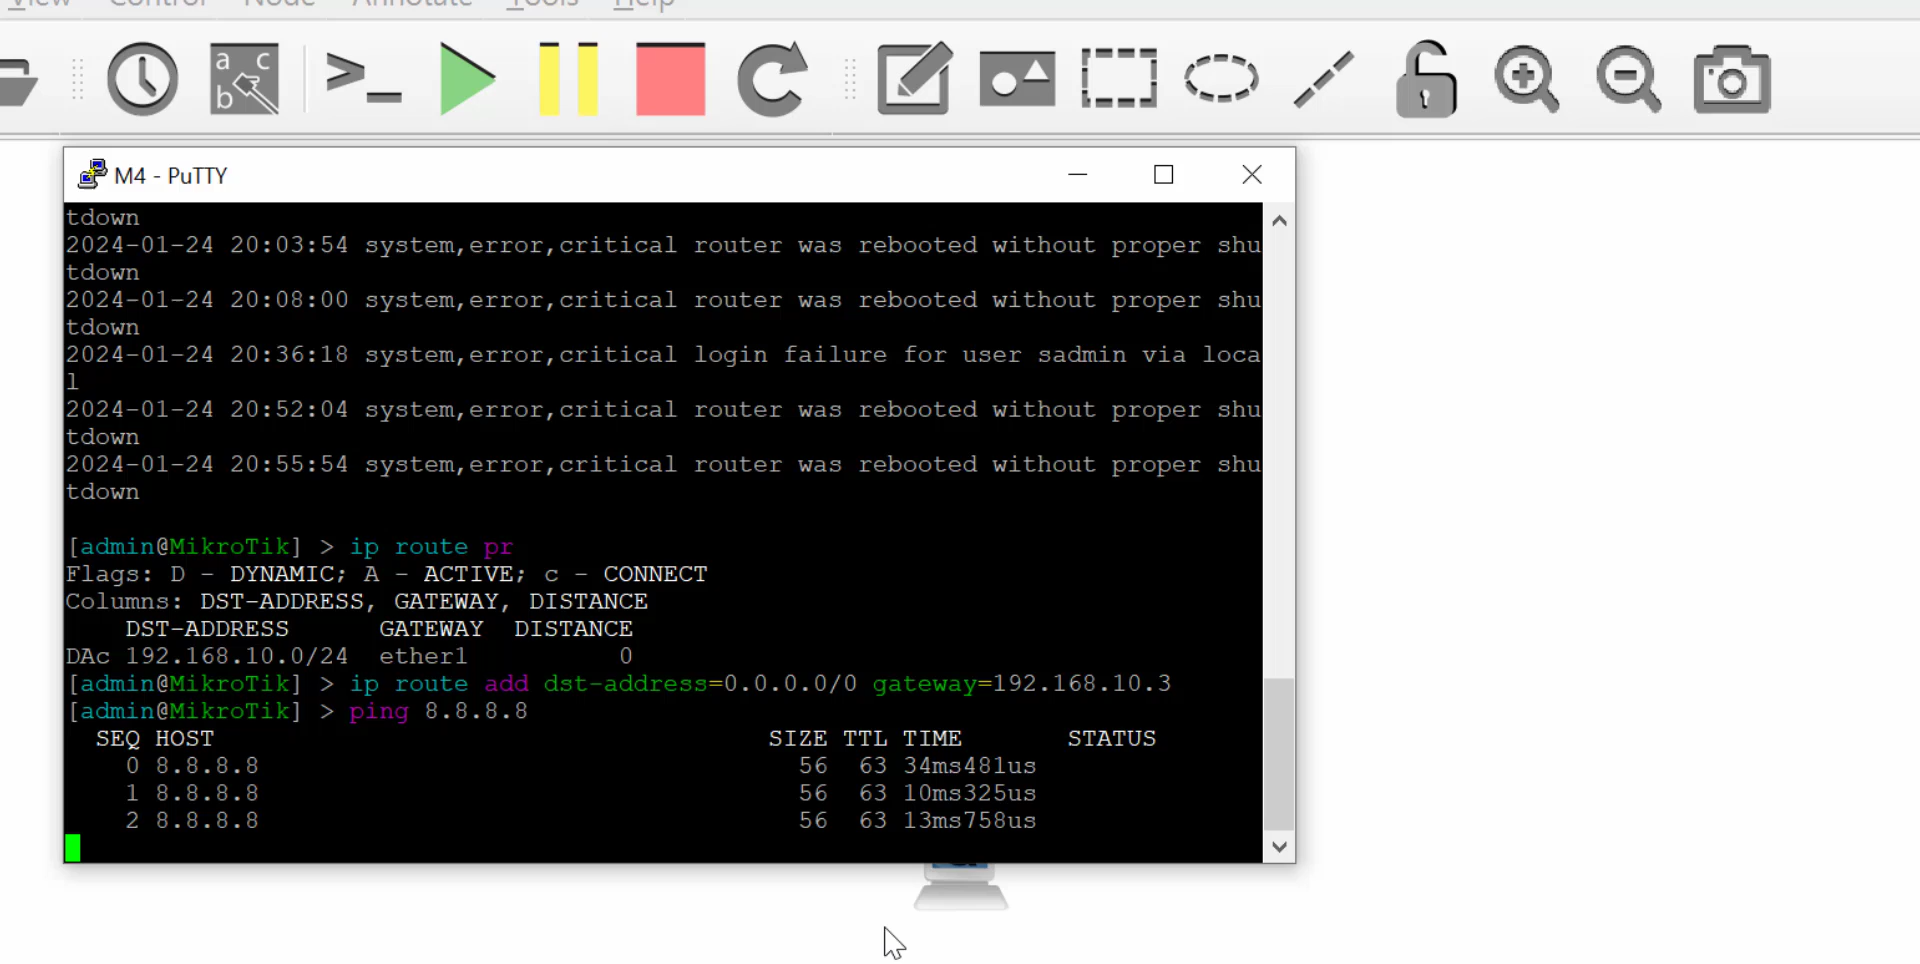 View Control Node Annotate Tools Help
a c
b
M4 - PuTTY
tdown
2024-01-24 20:03:54 system,error,critical router was rebooted without proper shu
tdown
2024-01-24 20:08:00 system,error,critical router was rebooted without proper shu
tdown
2024-01-24 20:36:18 system,error,critical login failure for user sadmin via loca
l
2024-01-24 20:52:04 system,error,critical router was rebooted without proper shu
tdown
2024-01-24 20:55:54 system,error,critical router was rebooted without proper shu
tdown
[admin@MikroTik] > ip route pr
Flags: D - DYNAMIC; A - ACTIVE; c - CONNECT
Columns: DST-ADDRESS, GATEWAY, DISTANCE
DST-ADDRESS GATEWAY DISTANCE
DAc 192.168.10.0/24 ether1 0
[admin@MikroTik] > ip route add dst-address=0.0.0.0/0 gateway=192.168.10.3
[admin@MikroTik] > ping 8.8.8.8
SEQ HOST SIZE TTL TIME STATUS
0 8.8.8.8 56 63 34ms481us
1 8.8.8.8 56 63 10ms325us
2 8.8.8.8 56 63 13ms758us